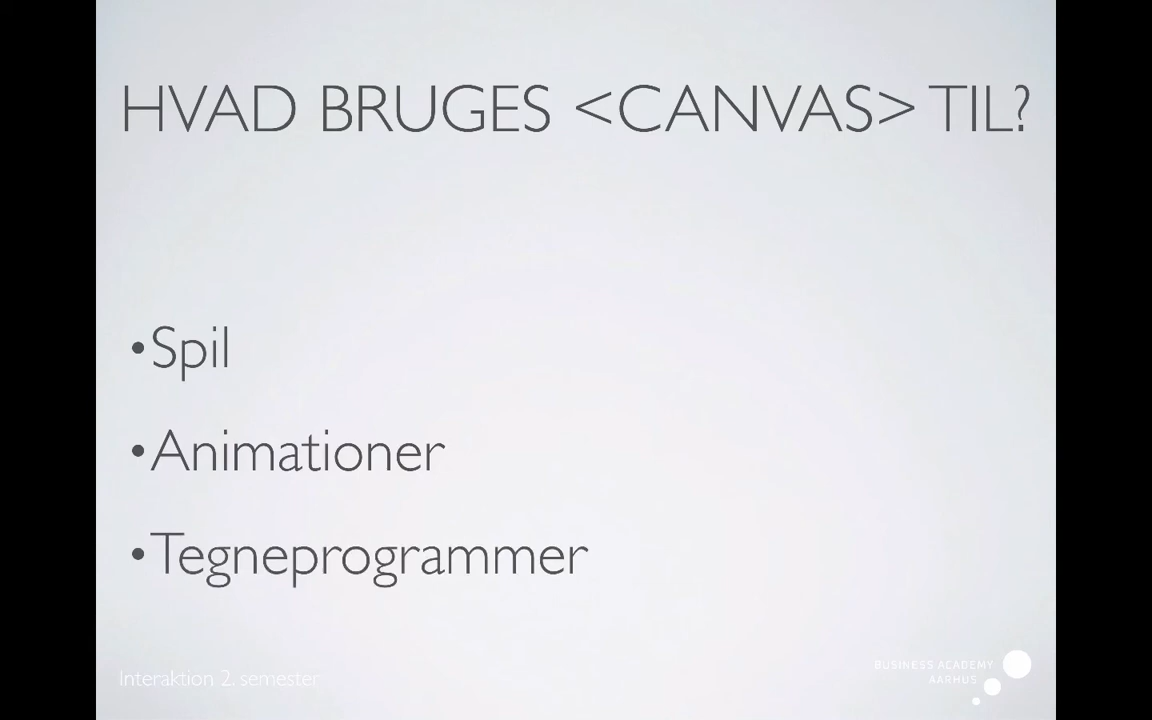 HVAD BRUGES <CANVAS> TIL?
•Spil
•Animationer
•Tegneprogrammer
Interaktion 2. semester
BUSINESS ACADEMY
AARHUS